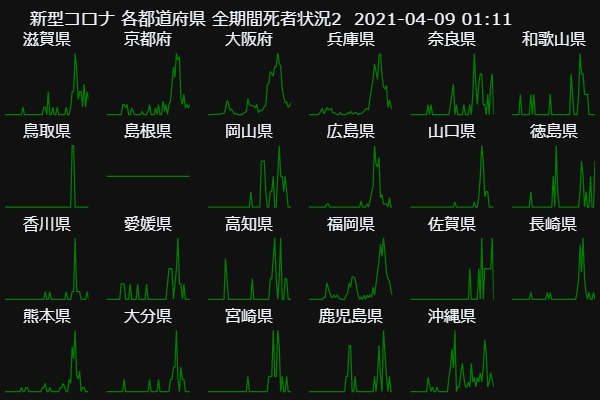 新型コロナ 各都道府県 全期間死者状況2 2021-04-09 01:11
滋賀県 京都府 大阪府 兵庫県 奈良県 和歌山県
鳥取県 島根県 岡山県 広島県 山口県 徳島県
香川県 愛媛県 高知県 福岡県 佐賀県 長崎県
熊本県 大分県 宮崎県 鹿児島県 沖縄県